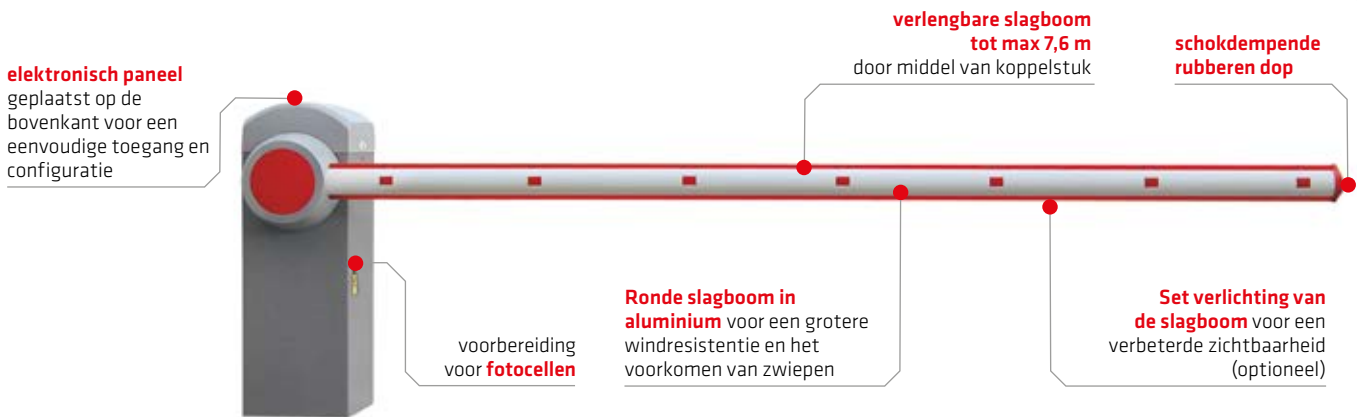 elektronisch paneel
geplaatst op de
bovenkant voor een
eenvoudige toegang en
configuratie
verlengbare slagboom
tot max 7,6 m
door middel van koppelstuk
schokdempende
rubberen dop
voorbereiding
voor fotocellen
Ronde slagboom in
aluminium voor een grotere
windresistentie en het
voorkomen van zwiepen
Set verlichting van
de slagboom voor een
verbeterde zichtbaarheid
(optioneel)